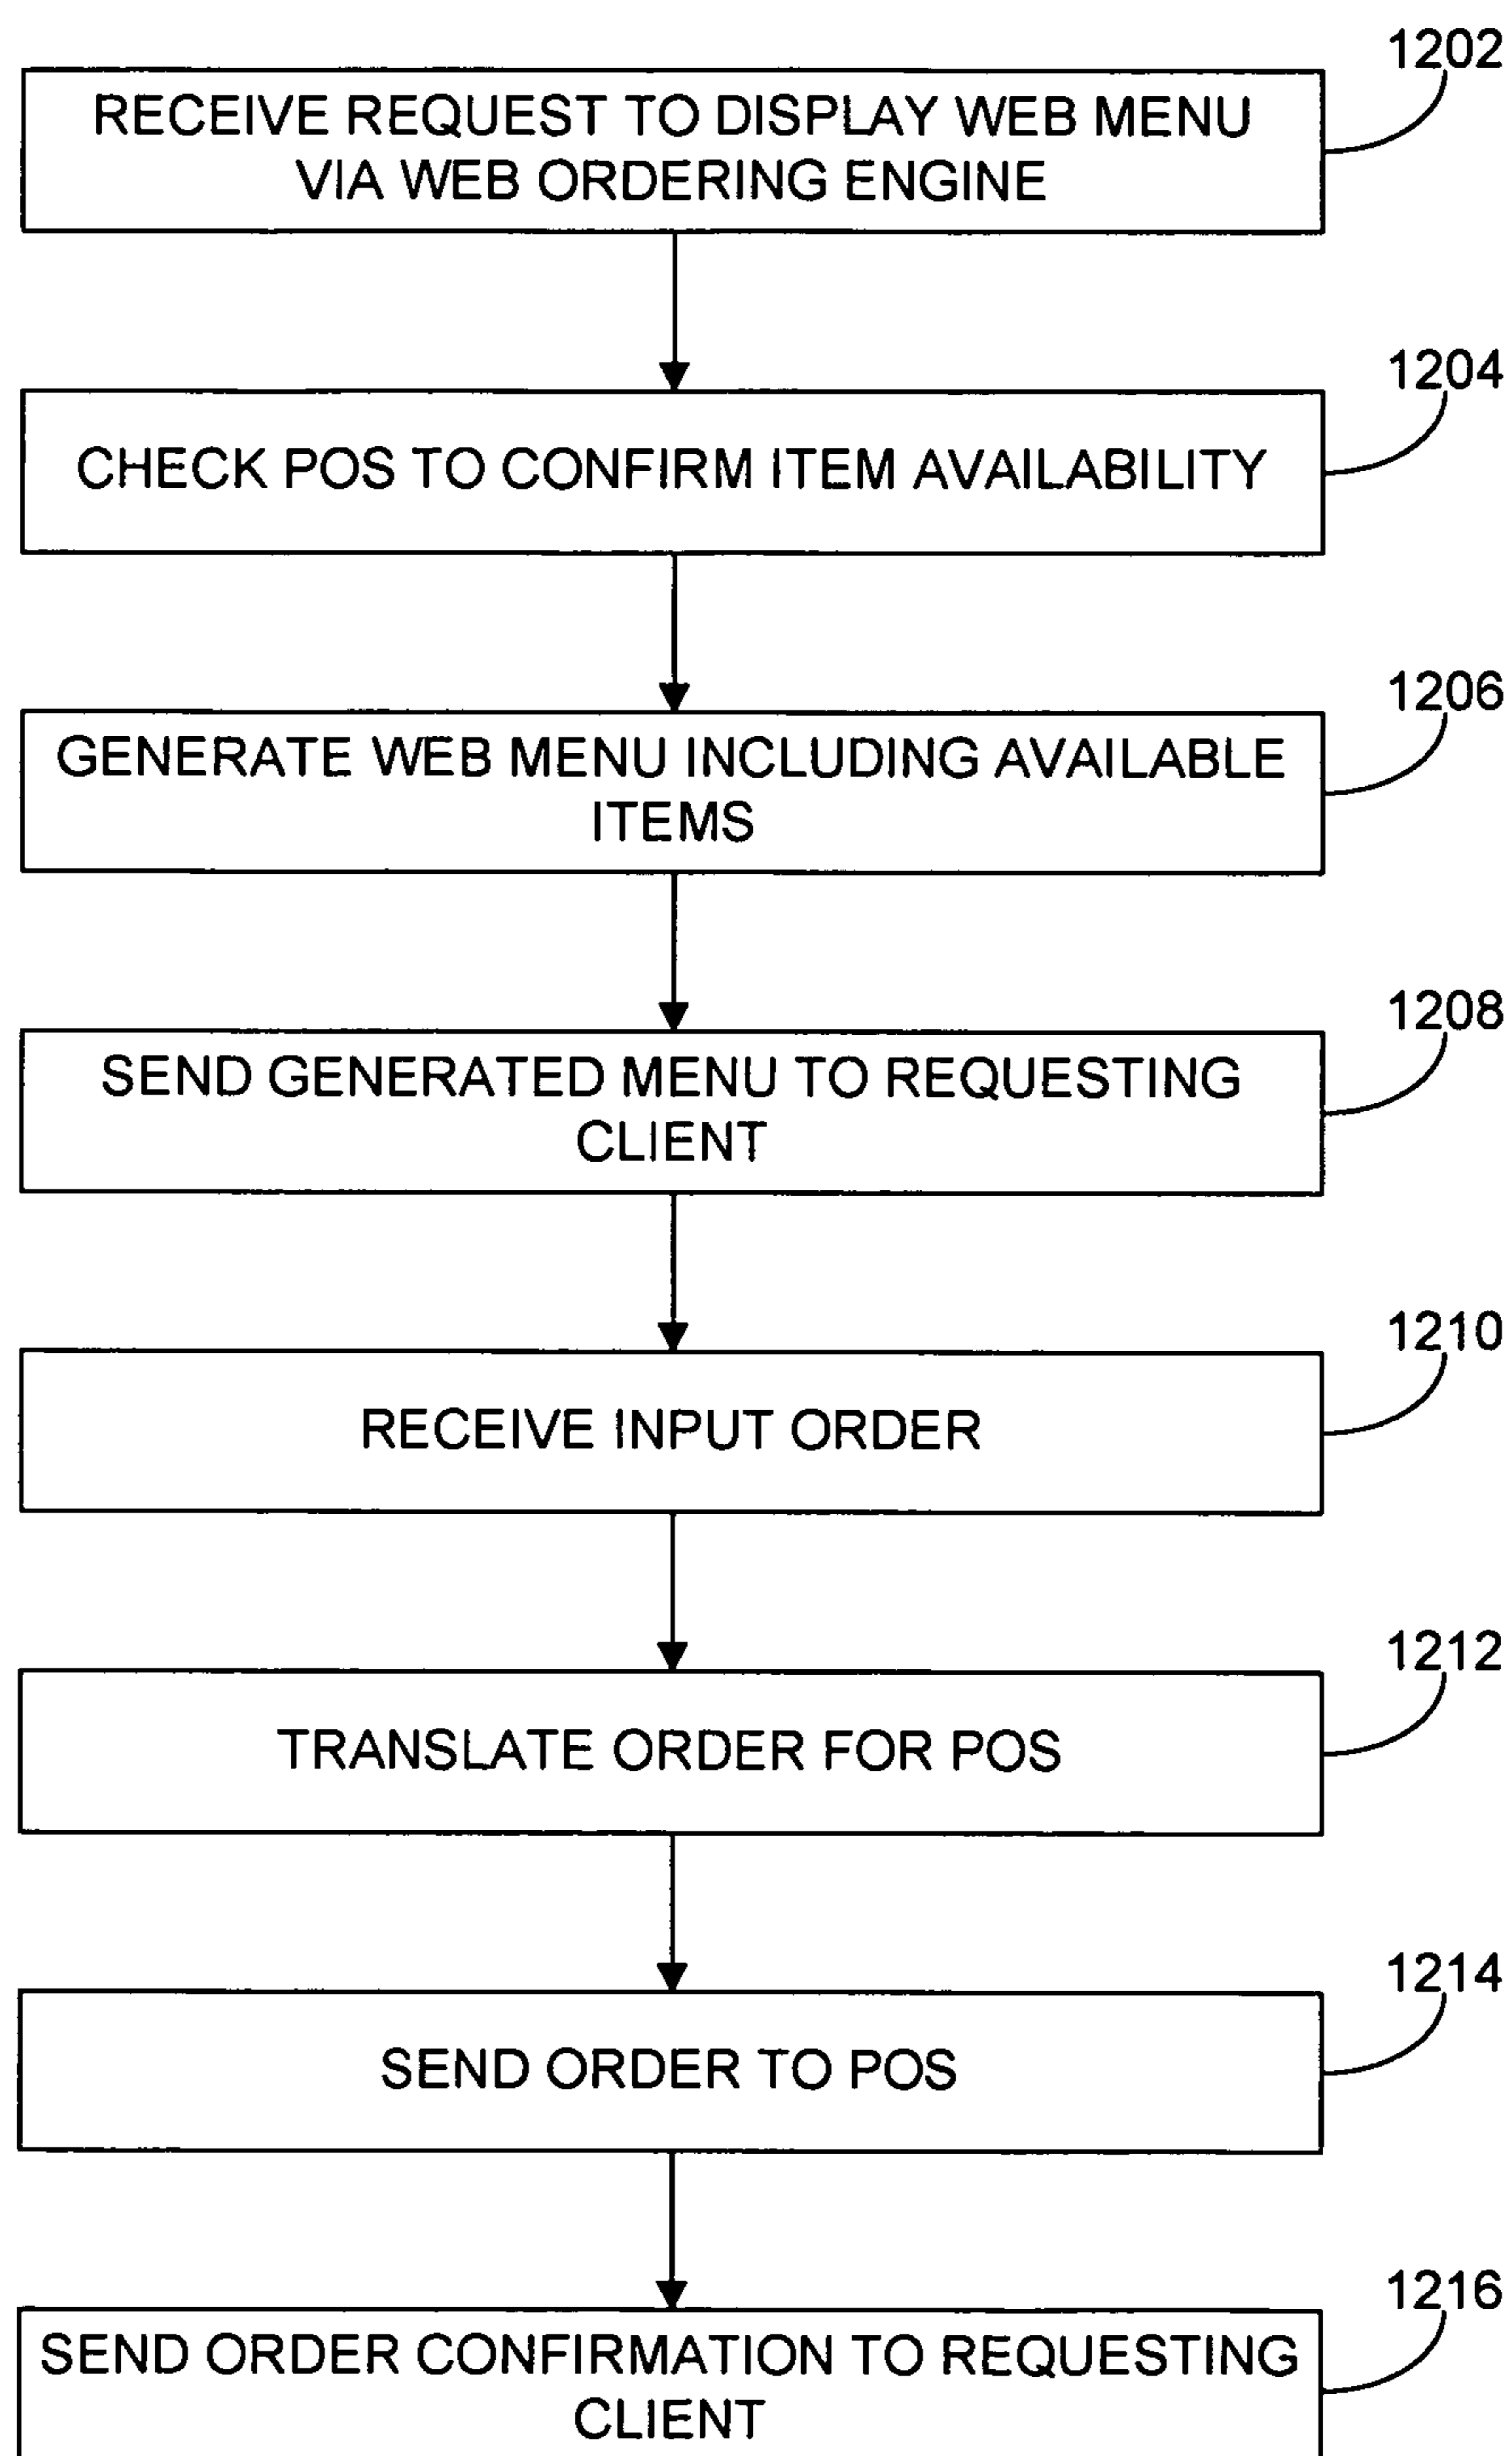 1202
RECEIVE REQUEST TO DISPLAY WEB MENU
VIA WEB ORDERING ENGINE
1204
CHECK POS TO CONFIRM ITEM AVAILABILITY
1206
GENERATE WEB MENU INCLUDING AVAILABLE
ITEMS
1208
SEND GENERATED MENU TO REQUESTING
CLIENT
1210
RECEIVE INPUT ORDER
1212
TRANSLATE ORDER FOR POS
1214
SEND ORDER TO POS
1216
SEND ORDER CONFIRMATION TO REQUESTING
CLIENT